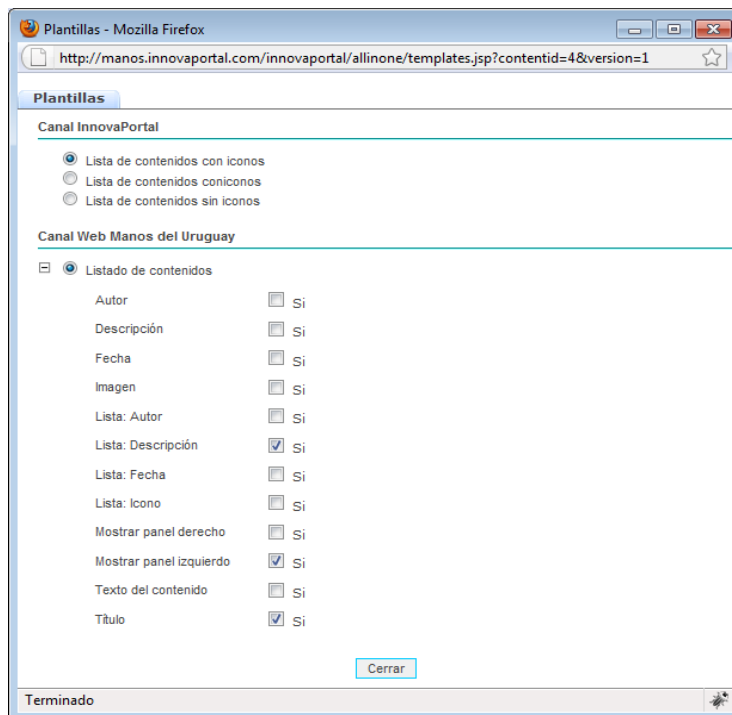 Plantillas - Mozilla Firefox
http://manos.innovaportal.com/innovaportal/allinone/templates.jsp?contentid=4&version=1
Plantillas
Canal InnovaPortal
Lista de contenidos con iconos
Lista de contenidos coniconos
Lista de contenidos sin iconos
Canal Web Manos del Uruguay
Listado de contenidos
Autor Si
Descripción Si
Fecha Si
Imagen Si
Lista: Autor Si
Lista: Descripción Si
Lista: Fecha Si
Lista: Icono Si
Mostrar panel derecho Si
Mostrar panel izquierdo Si
Texto del contenido Si
Título Si
Cerrar
Terminado